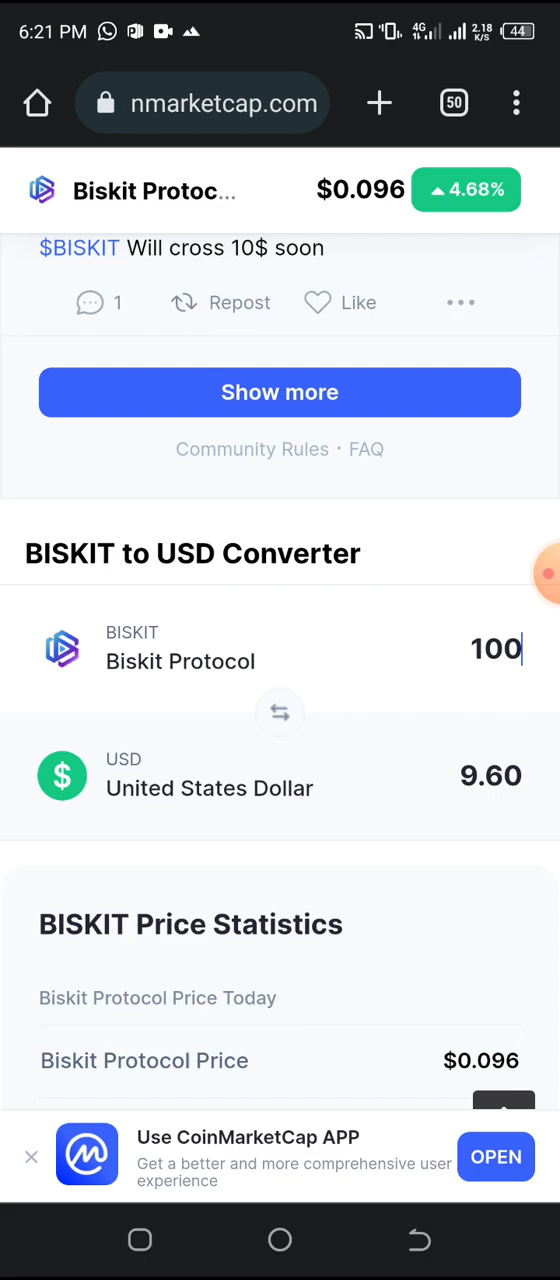 6:21 PM 4G 2.18 K/S 44
nmarketcap.com 50
Biskit Protoc... $0.096 4.68%
$BISKIT Will cross 10$ soon
1 Repost Like
Show more
Community Rules · FAQ
BISKIT to USD Converter
BISKIT
Biskit Protocol 100
USD
United States Dollar 9.60
BISKIT Price Statistics
Biskit Protocol Price Today
Biskit Protocol Price $0.096
Use CoinMarketCap APP
Get a better and more comprehensive user
experience
OPEN